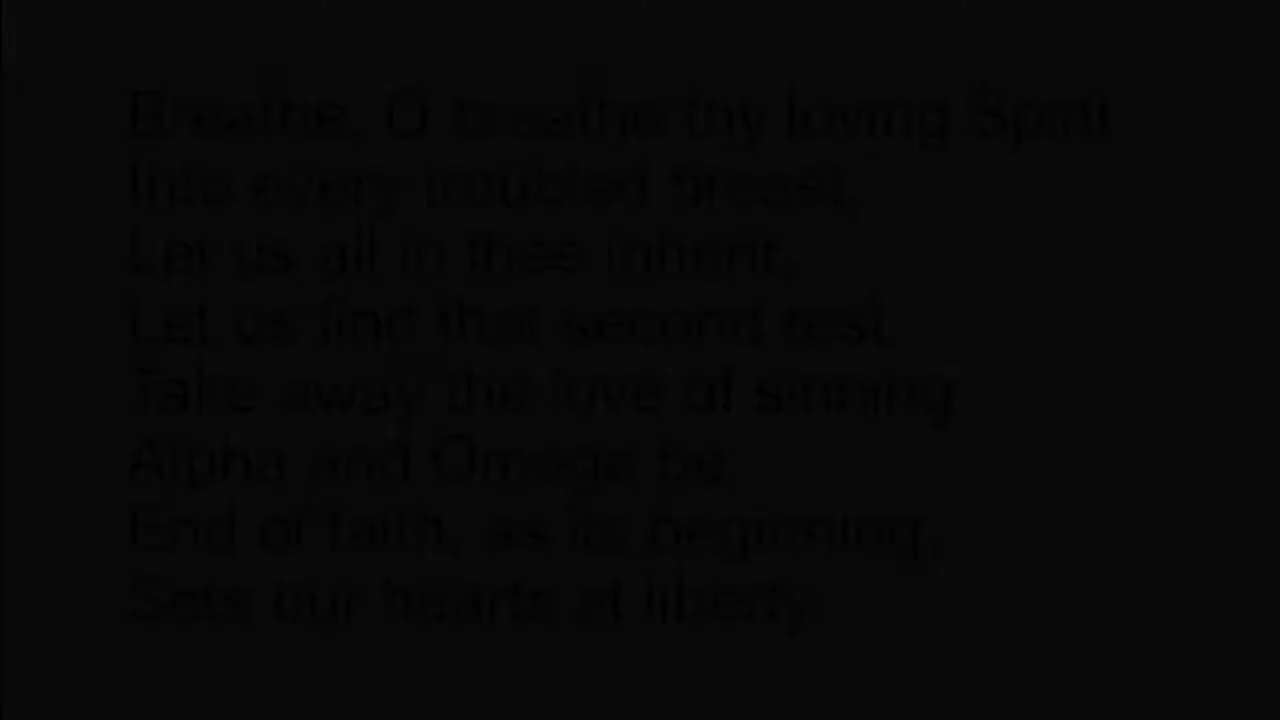 Breathe, O breathe thy loving Spirit
Into every troubled breast,
Let us all in thee inherit,
Let us find that second rest.
Take away the love of sinning
Alpha and Omega be,
End of faith, as its beginning,
Sets our hearts at liberty.